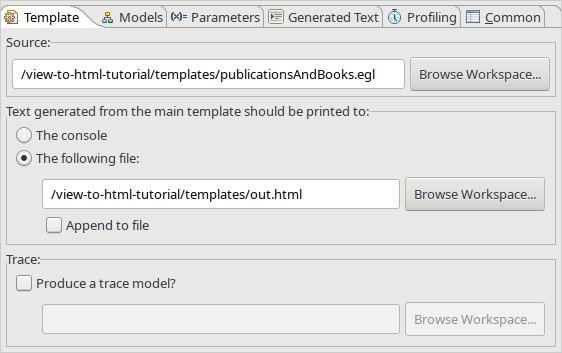 Template Models Parameters Generated Text Profiling Common
Source:
/view-to-html-tutorial/templates/publicationsAndBooks.egl Browse Workspace...
Text generated from the main template should be printed to:
The console
The following file:
/view-to-html-tutorial/templates/out.html Browse Workspace...
Append to file
Trace:
Produce a trace model?
Browse Workspace...